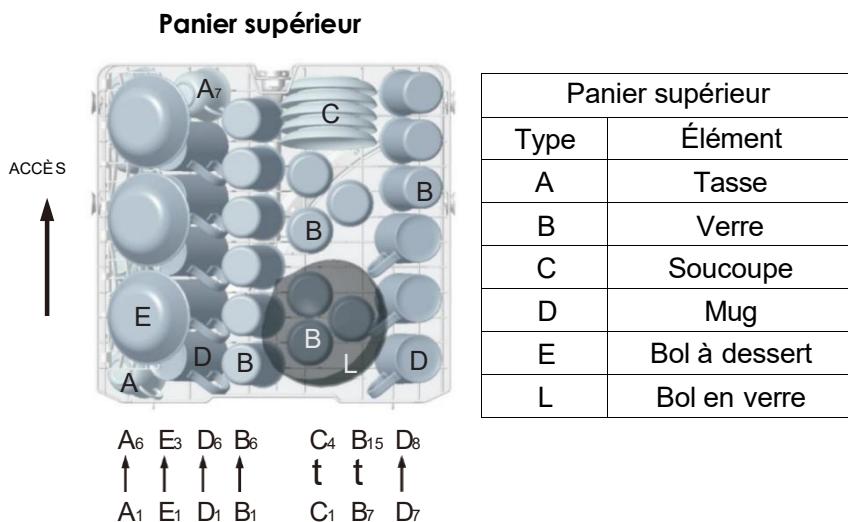 Panier supérieur
A7
C
ACCÈS
B
B
E
B
L
A
D
B
D
A6 E3 D6 B6 C4 B15 D8
t t
A1 E1 D1 B1 C1 B7 D7
Panier supérieur
Type Élément
A Tasse
B Verre
C Soucoupe
D Mug
E Bol à dessert
L Bol en verre